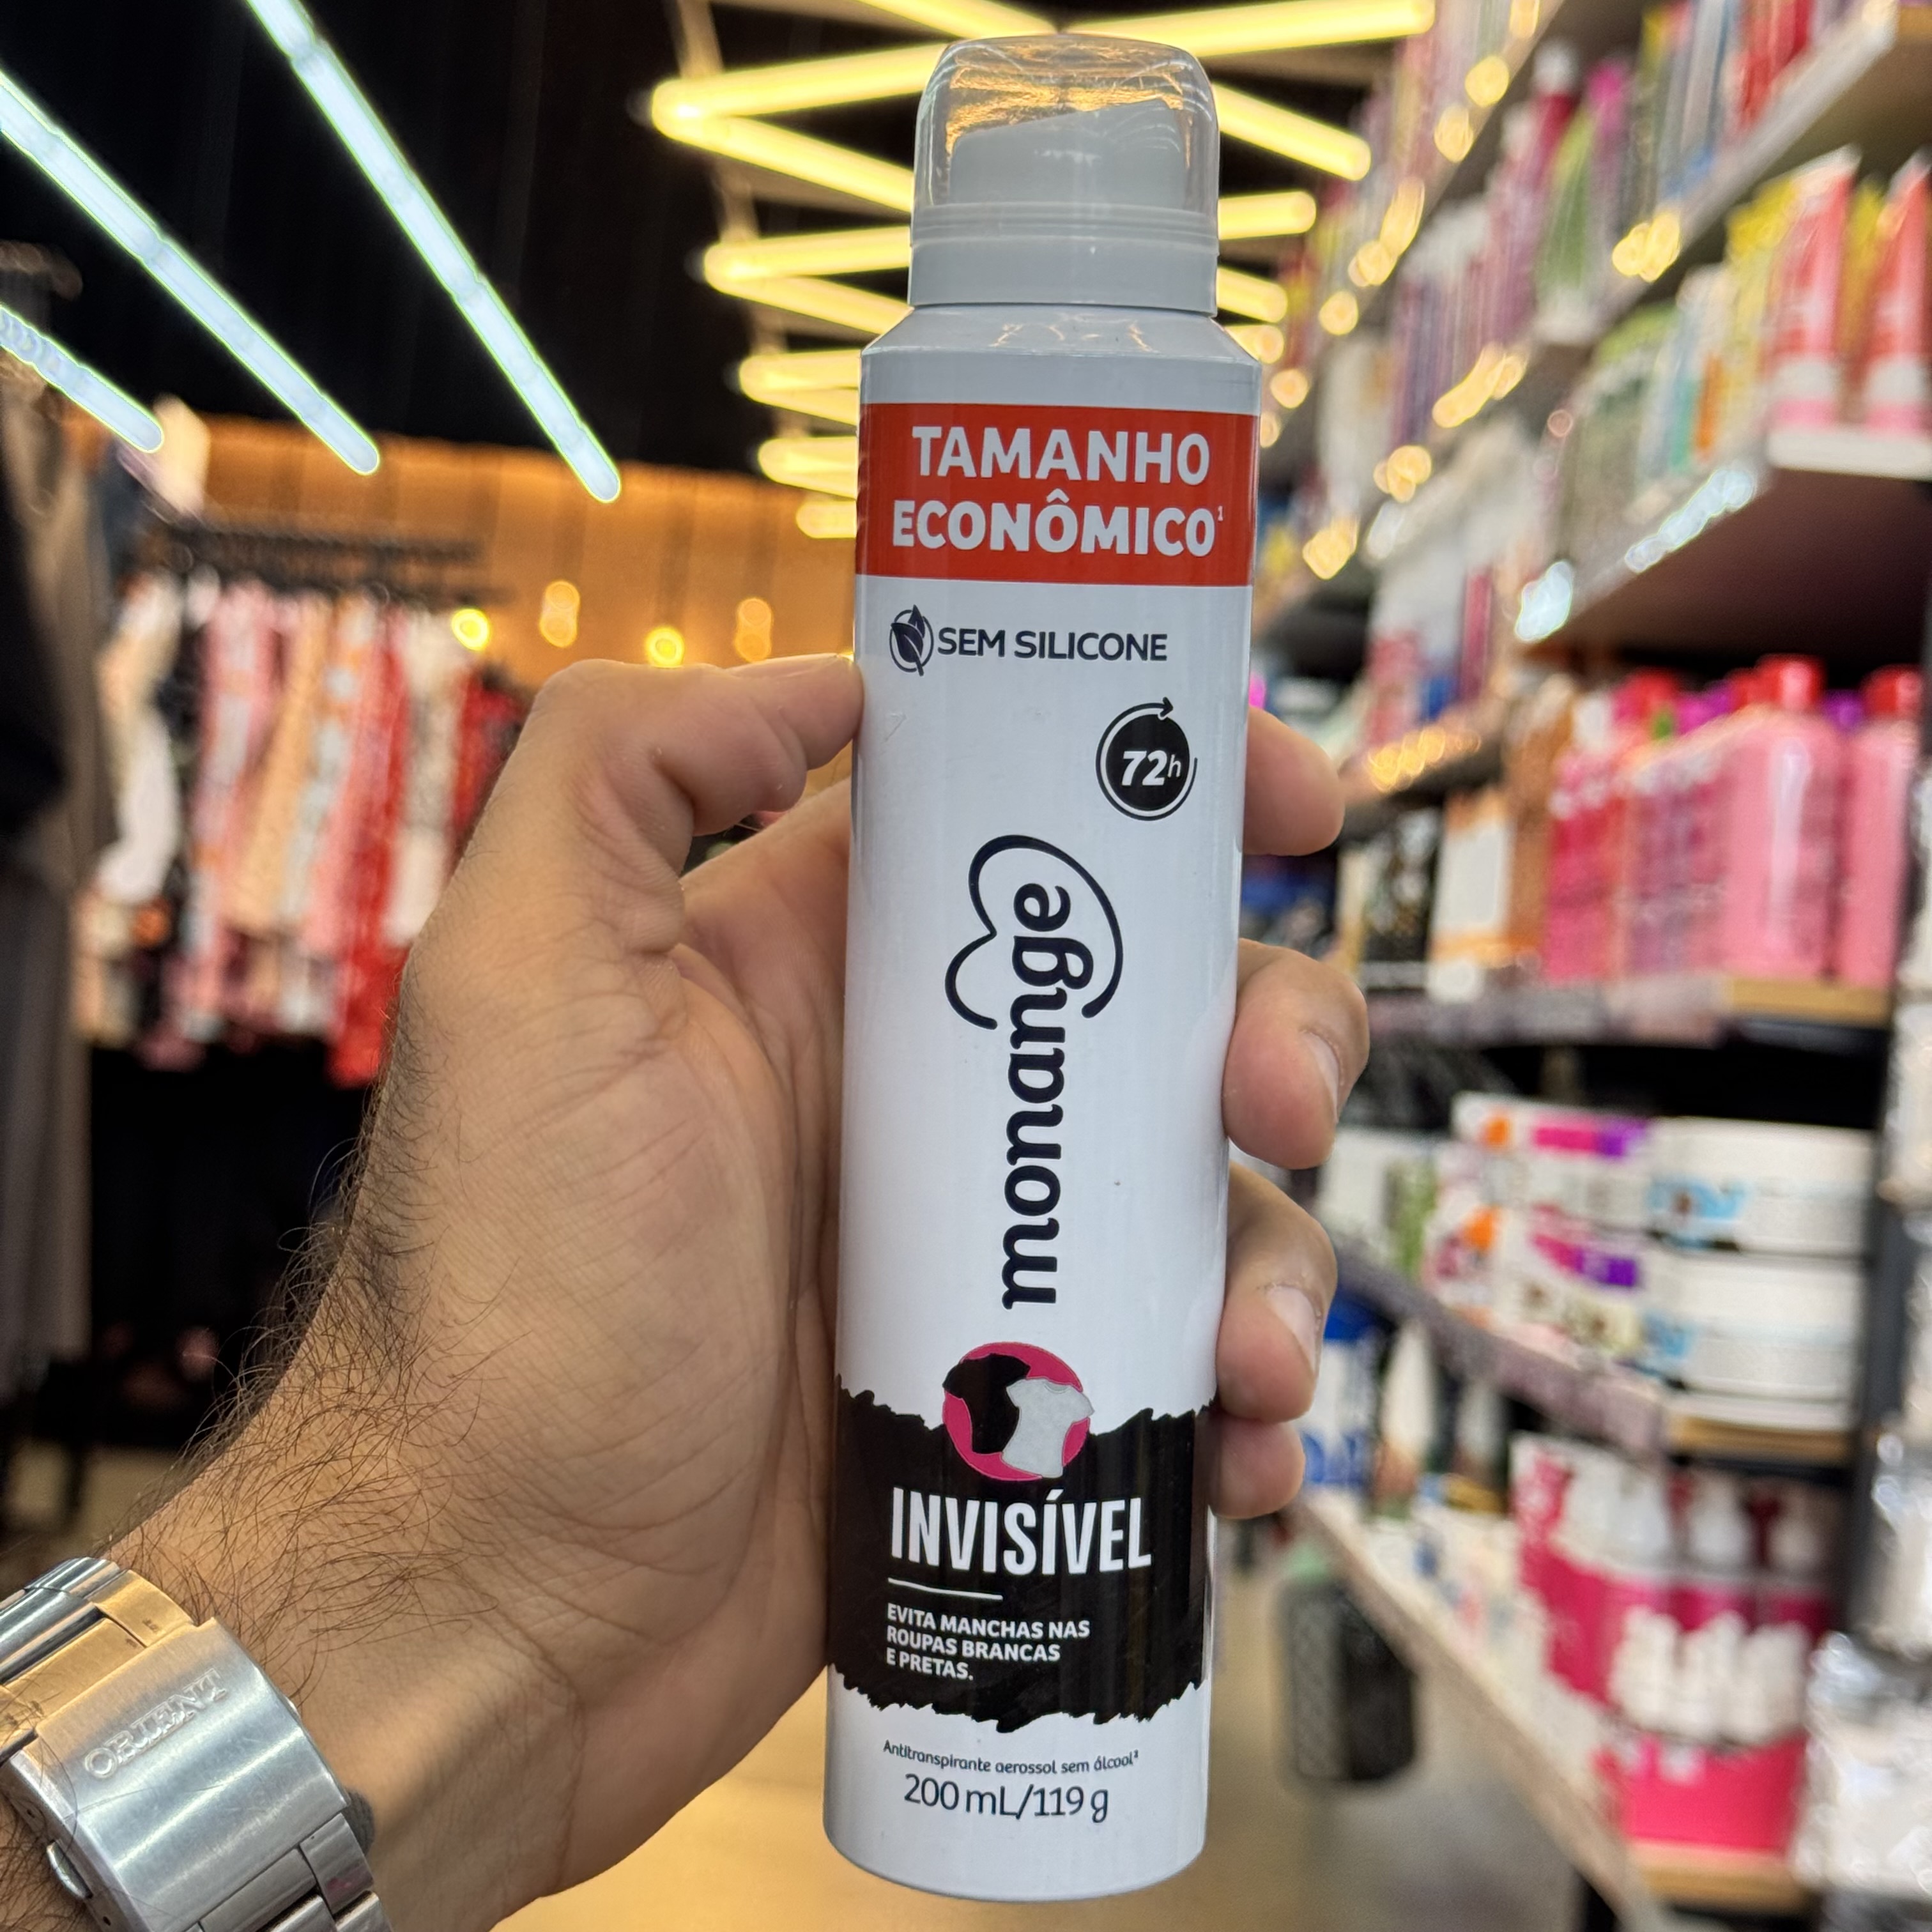 TAMANHO
ECONÔMICO¹
SEM SILICONE
72h
monange
INVISÍVEL
EVITA MANCHAS NAS
ROUPAS BRANCAS
E PRETAS.
Antitranspirante aerossol sem álcool²
200 mL/119 g
ORIENT